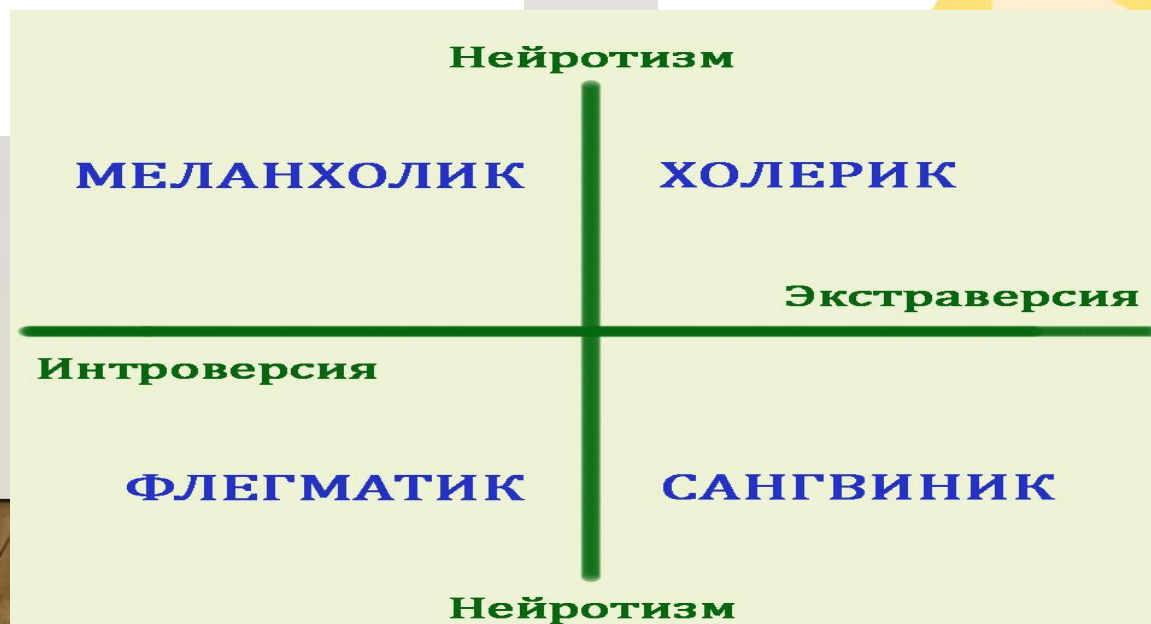 Нейротизм
МЕЛАНХОЛИК ХОЛЕРИК
Экстраверсия
Интроверсия
ФЛЕГМАТИК САНГВИНИК
Нейротизм